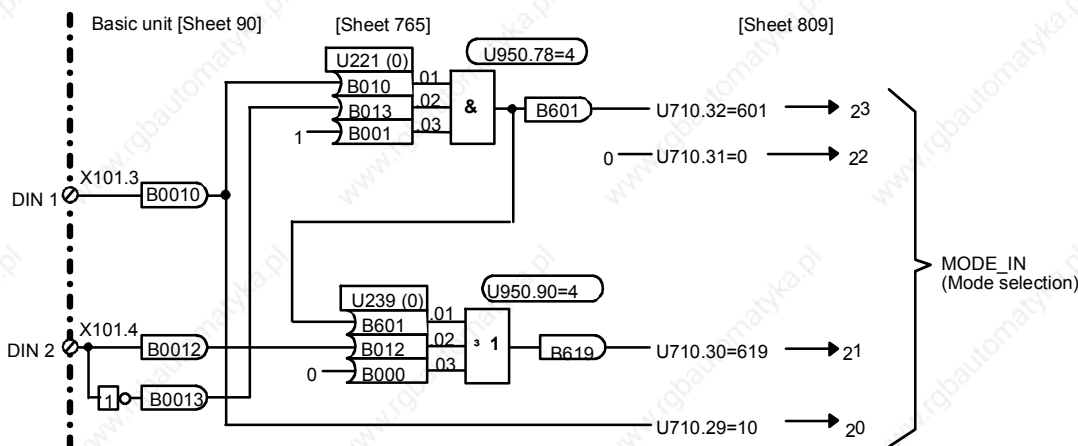 Basic unit [Sheet 90] [Sheet 765] [Sheet 809]
U221 (0) U950.78=4
B010 .01
B013 .02 & B601 U710.32=601 23
1 B001 .03
0 U710.31=0 22
X101.3
DIN 1 B0010
MODE_IN
(Mode selection)
U239 (0) U950.90=4
B601 .01
X101.4
DIN 2 B0012 B012 .02 ³ 1 B619 U710.30=619 21
0 B000 .03
1 B0013
U710.29=10 20
www.rgbautomatyka.pl